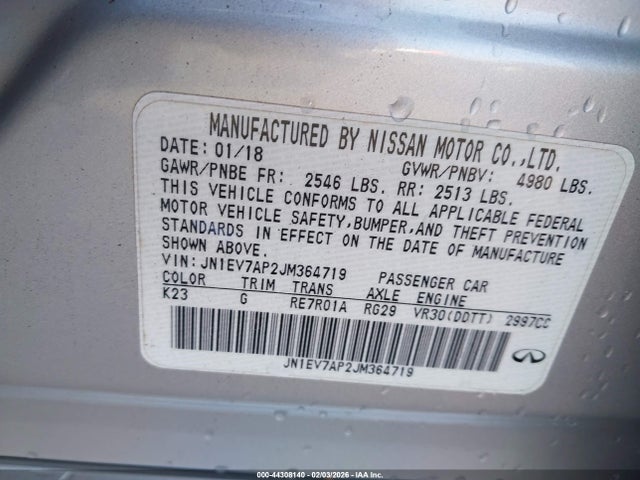 MANUFACTURED BY NISSAN MOTOR CO.,LTD.
DATE: 01/18 GVWR/PNBV: 4980 LBS.
GAWR/PNBE FR: 2546 LBS. RR: 2513 LBS.
THIS VEHICLE CONFORMS TO ALL APPLICABLE FEDERAL
MOTOR VEHICLE SAFETY,BUMPER,AND THEFT PREVENTION
STANDARDS IN EFFECT ON THE DATE OF MANUFACTURE
SHOWN ABOVE.
VIN: JN1EV7AP2JM364719 PASSENGER CAR
COLOR TRIM TRANS AXLE ENGINE
K23 G RE7R01A RG29 VR30(DDTT) 2997CC
JN1EV7AP2JM364719
000-44308140 - 02/03/2026 - IAA Inc.